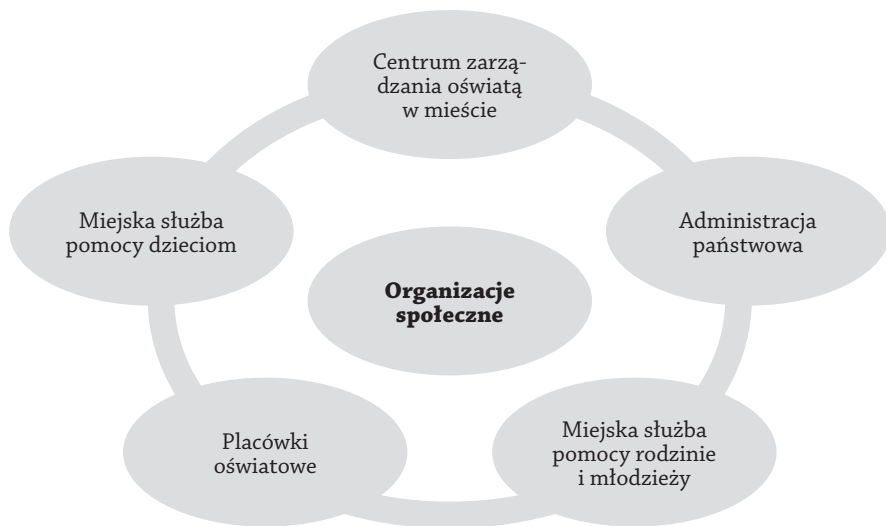 Centrum zarzą-
dzania oświatą
w mieście
Miejska służba
pomocy dzieciom
Administracja
państwowa
Organizacje
społeczne
Placówki
oświatowe
Miejska służba
pomocy rodzinie
i młodzieży